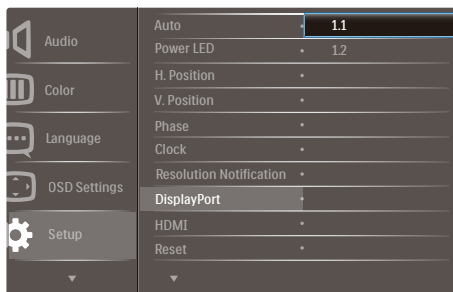 Audio
Color
Language
OSD Settings
Setup
Auto
Power LED
H. Position
V. Position
Phase
Clock
Resolution Notification
DisplayPort
HDMI
Reset
1.1
1.2